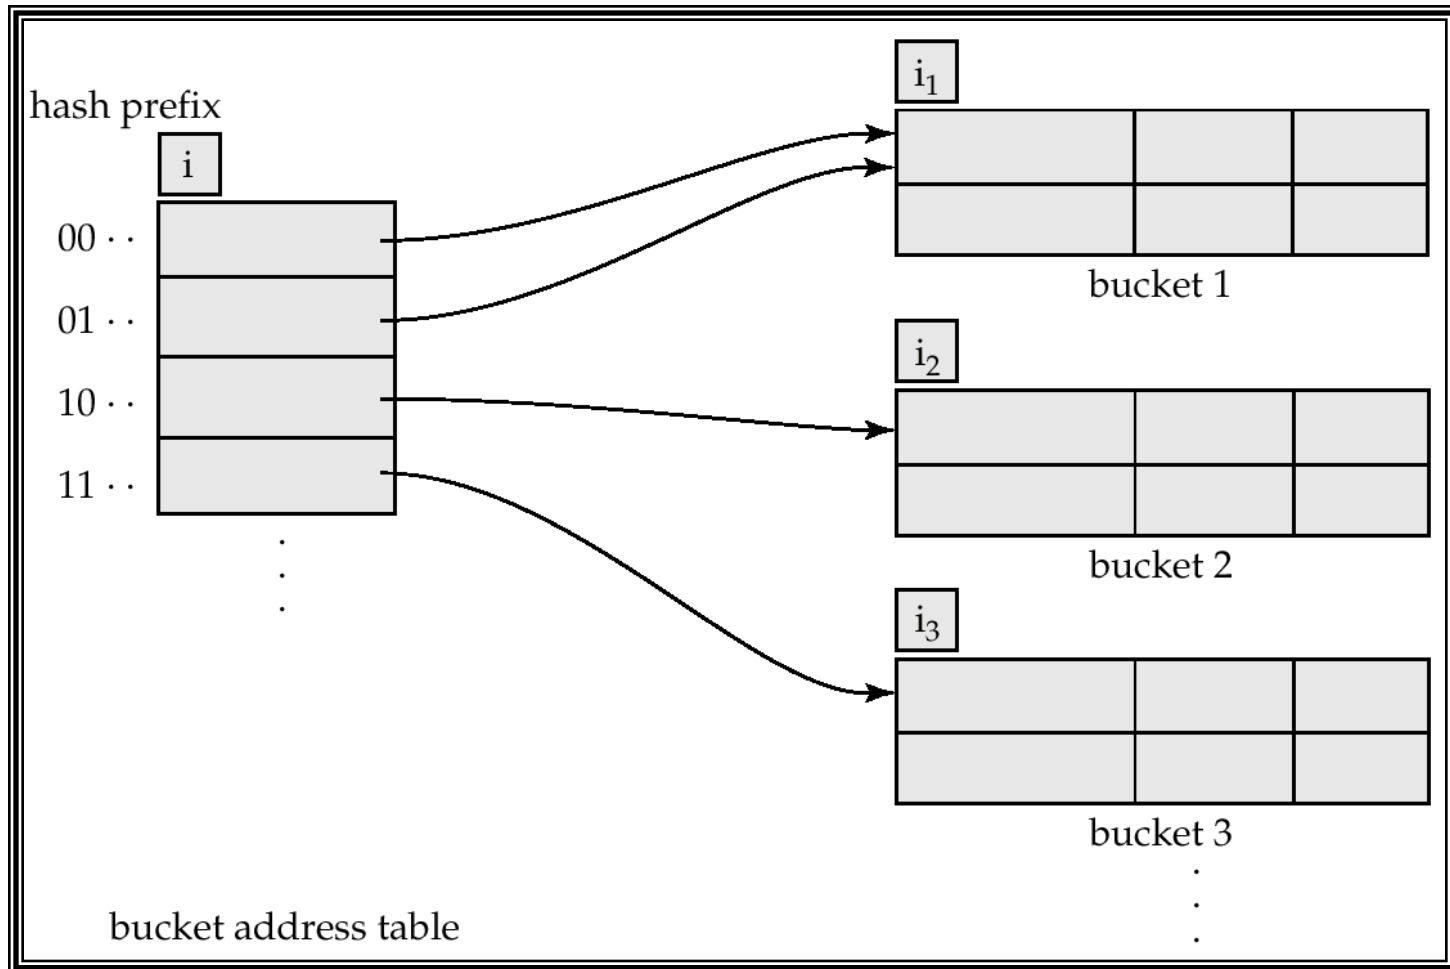 hash prefix
i
00 · ·
01 · ·
10 · ·
11 · ·
.
.
.
bucket address table
i₁
bucket 1
i₂
bucket 2
i₃
bucket 3
.
.
.